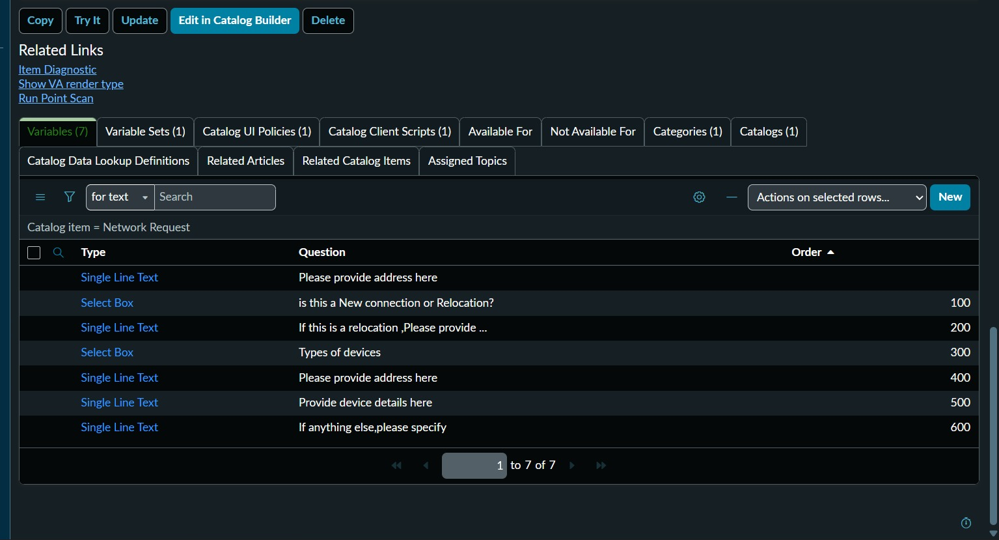 Copy Try It Update Edit in Catalog Builder Delete
Related Links
Item Diagnostic
Show VA render type
Run Point Scan
Variables (7) Variable Sets (1) Catalog UI Policies (1) Catalog Client Scripts (1) Available For Not Available For Categories (1) Catalogs (1)
Catalog Data Lookup Definitions Related Articles Related Catalog Items Assigned Topics
for text Search Actions on selected rows... New
Catalog item = Network Request
Type Question Order
Single Line Text Please provide address here
Select Box is this a New connection or Relocation? 100
Single Line Text If this is a relocation ,Please provide ... 200
Select Box Types of devices 300
Single Line Text Please provide address here 400
Single Line Text Provide device details here 500
Single Line Text If anything else,please specify 600
1 to 7 of 7